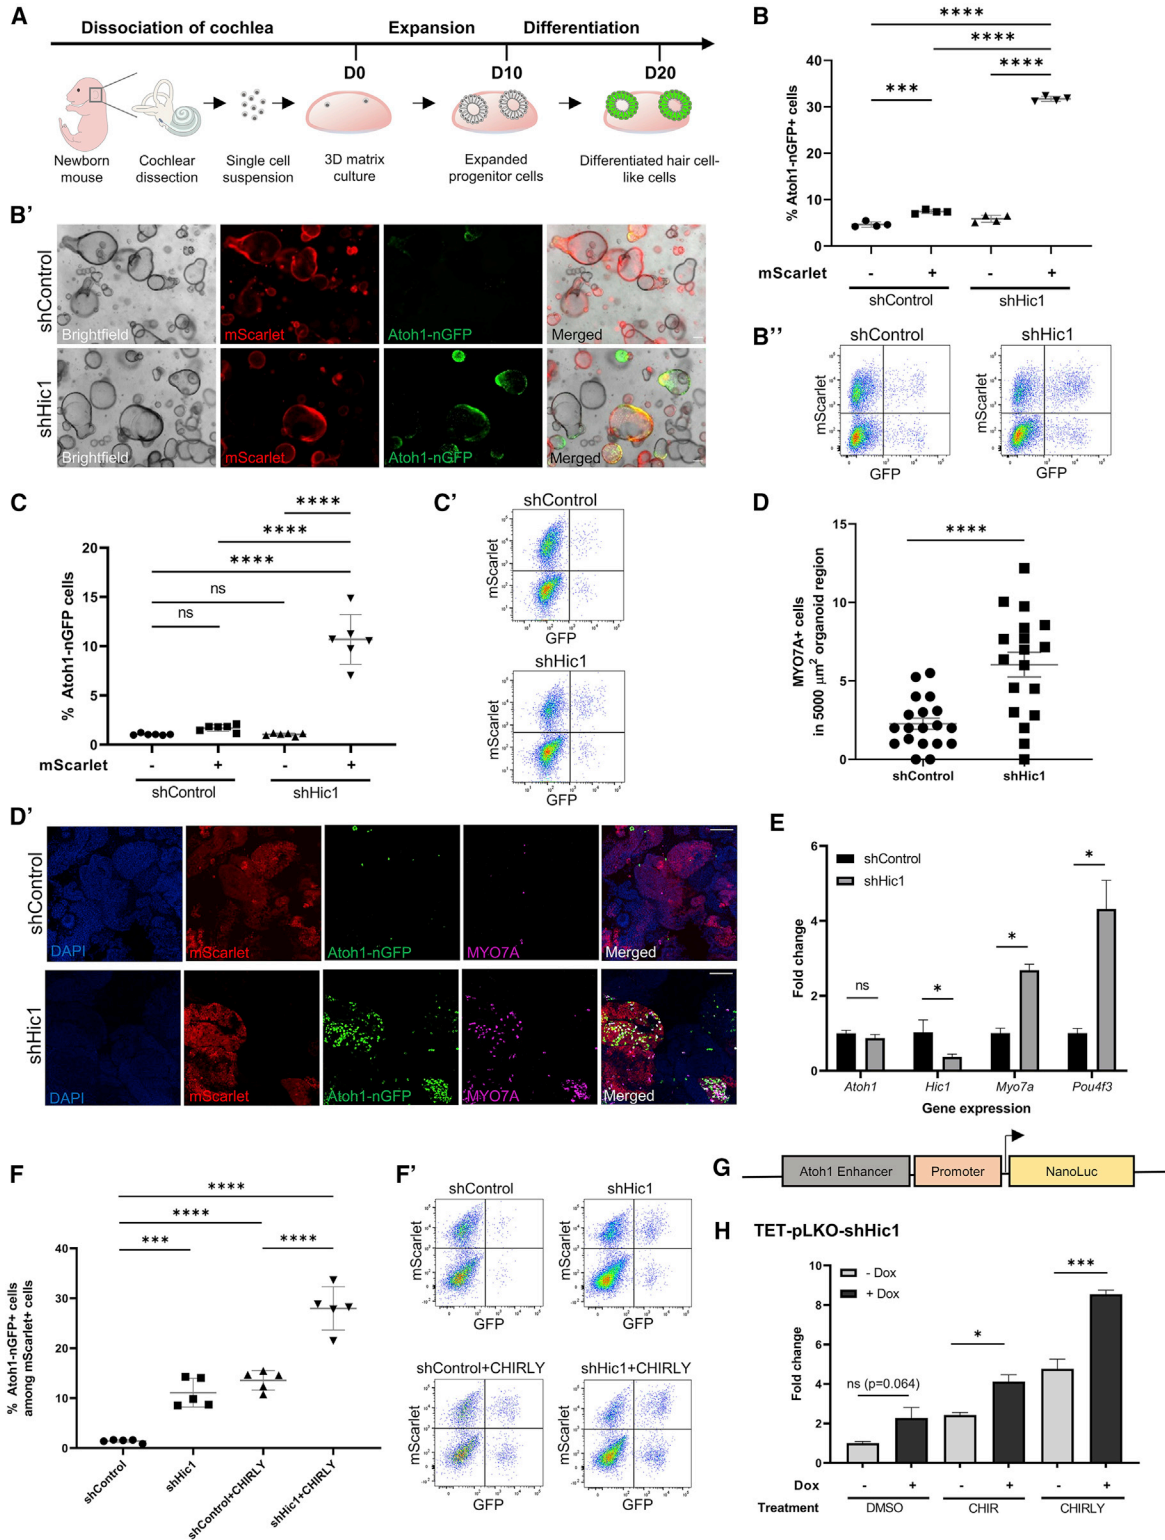 A
Dissociation of cochlea
Expansion
Differentiation
D0
D10
D20
Newborn mouse
Cochlear dissection
Single cell suspension
3D matrix culture
Expanded progenitor cells
Differentiated hair cell-like cells
B
****
****
****
***
% Atoh1-nGFP+ cells
40
30
20
10
0
mScarlet
- + - +
shControl
shHic1
B'
shControl
Brightfield
mScarlet
Atoh1-nGFP
Merged
shHic1
Brightfield
mScarlet
Atoh1-nGFP
Merged
B''
shControl
shHic1
mScarlet
GFP
mScarlet
GFP
C
****
****
****
ns
ns
% Atoh1-nGFP cells
20
15
10
5
0
mScarlet
- + - +
shControl
shHic1
C'
shControl
mScarlet
GFP
shHic1
mScarlet
GFP
D
****
MYO7A+ cells
in 5000 µm² organoid region
15
10
5
0
shControl
shHic1
D'
shControl
DAPI
mScarlet
Atoh1-nGFP
MYO7A
Merged
shHic1
DAPI
mScarlet
Atoh1-nGFP
MYO7A
Merged
E
shControl
shHic1
Fold change
6
4
2
0
ns
*
*
*
Atoh1
Hic1
Myo7a
Pou4f3
Gene expression
F
****
****
***
****
% Atoh1-nGFP+ cells
among mScarlet+ cells
40
30
20
10
0
shControl
shHic1
shControl+CHIRLY
shHic1+CHIRLY
F'
shControl
shHic1
mScarlet
GFP
mScarlet
GFP
shControl+CHIRLY
shHic1+CHIRLY
mScarlet
GFP
mScarlet
GFP
G
Atoh1 Enhancer
Promoter
NanoLuc
H
TET-pLKO-shHic1
- Dox
+ Dox
Fold change
10
8
6
4
2
0
ns (p=0.064)
*
***
Dox
- + - + - +
Treatment
DMSO
CHIR
CHIRLY